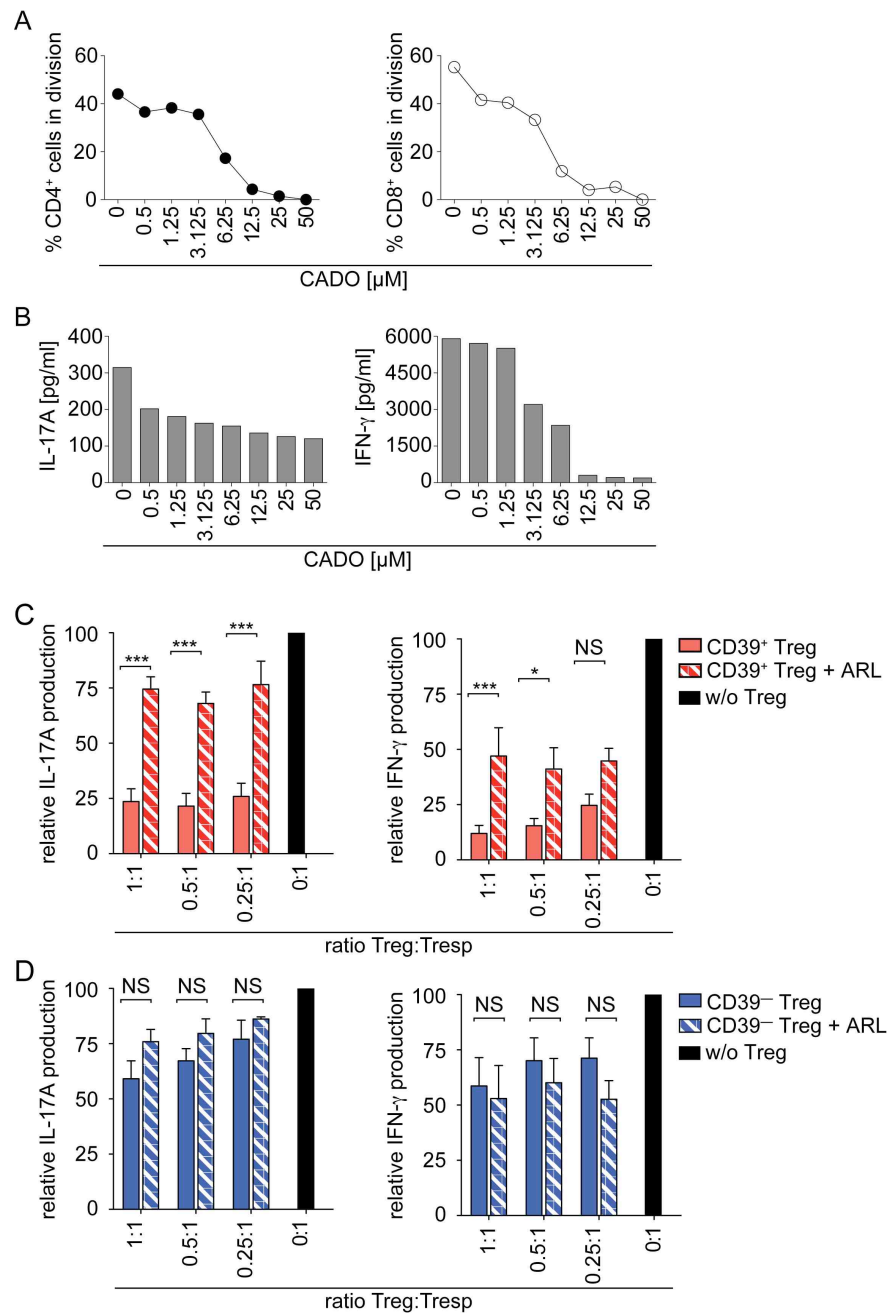 A
% CD4⁺ cells in division
60
40
20
0
0 0.5 1.25 3.125 6.25 12.5 25 50
% CD8⁺ cells in division
60
40
20
0
0 0.5 1.25 3.125 6.25 12.5 25 50
CADO [µM]
B
IL-17A [pg/ml]
400
300
200
100
0
0 0.5 1.25 3.125 6.25 12.5 25 50
IFN-γ [pg/ml]
6000
4500
3000
1500
0
0 0.5 1.25 3.125 6.25 12.5 25 50
CADO [µM]
C
relative IL-17A production
100
75
50
25
0
*** *** ***
1:1 0.5:1 0.25:1 0:1
relative IFN-γ production
100
75
50
25
0
*** * NS
1:1 0.5:1 0.25:1 0:1
CD39⁺ Treg
CD39⁺ Treg + ARL
w/o Treg
ratio Treg:Tresp
D
relative IL-17A production
100
75
50
25
0
NS NS NS
1:1 0.5:1 0.25:1 0:1
relative IFN-γ production
100
75
50
25
0
NS NS NS
1:1 0.5:1 0.25:1 0:1
CD39⁻ Treg
CD39⁻ Treg + ARL
w/o Treg
ratio Treg:Tresp